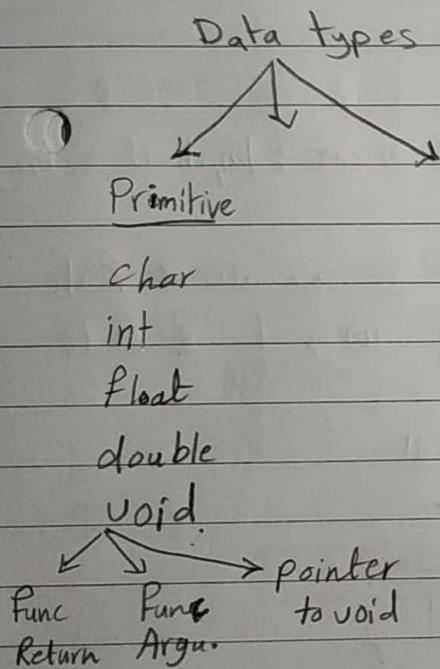 Data types
Primitive
char
int
float
double
void.
Func Return
Func Argu.
pointer to void